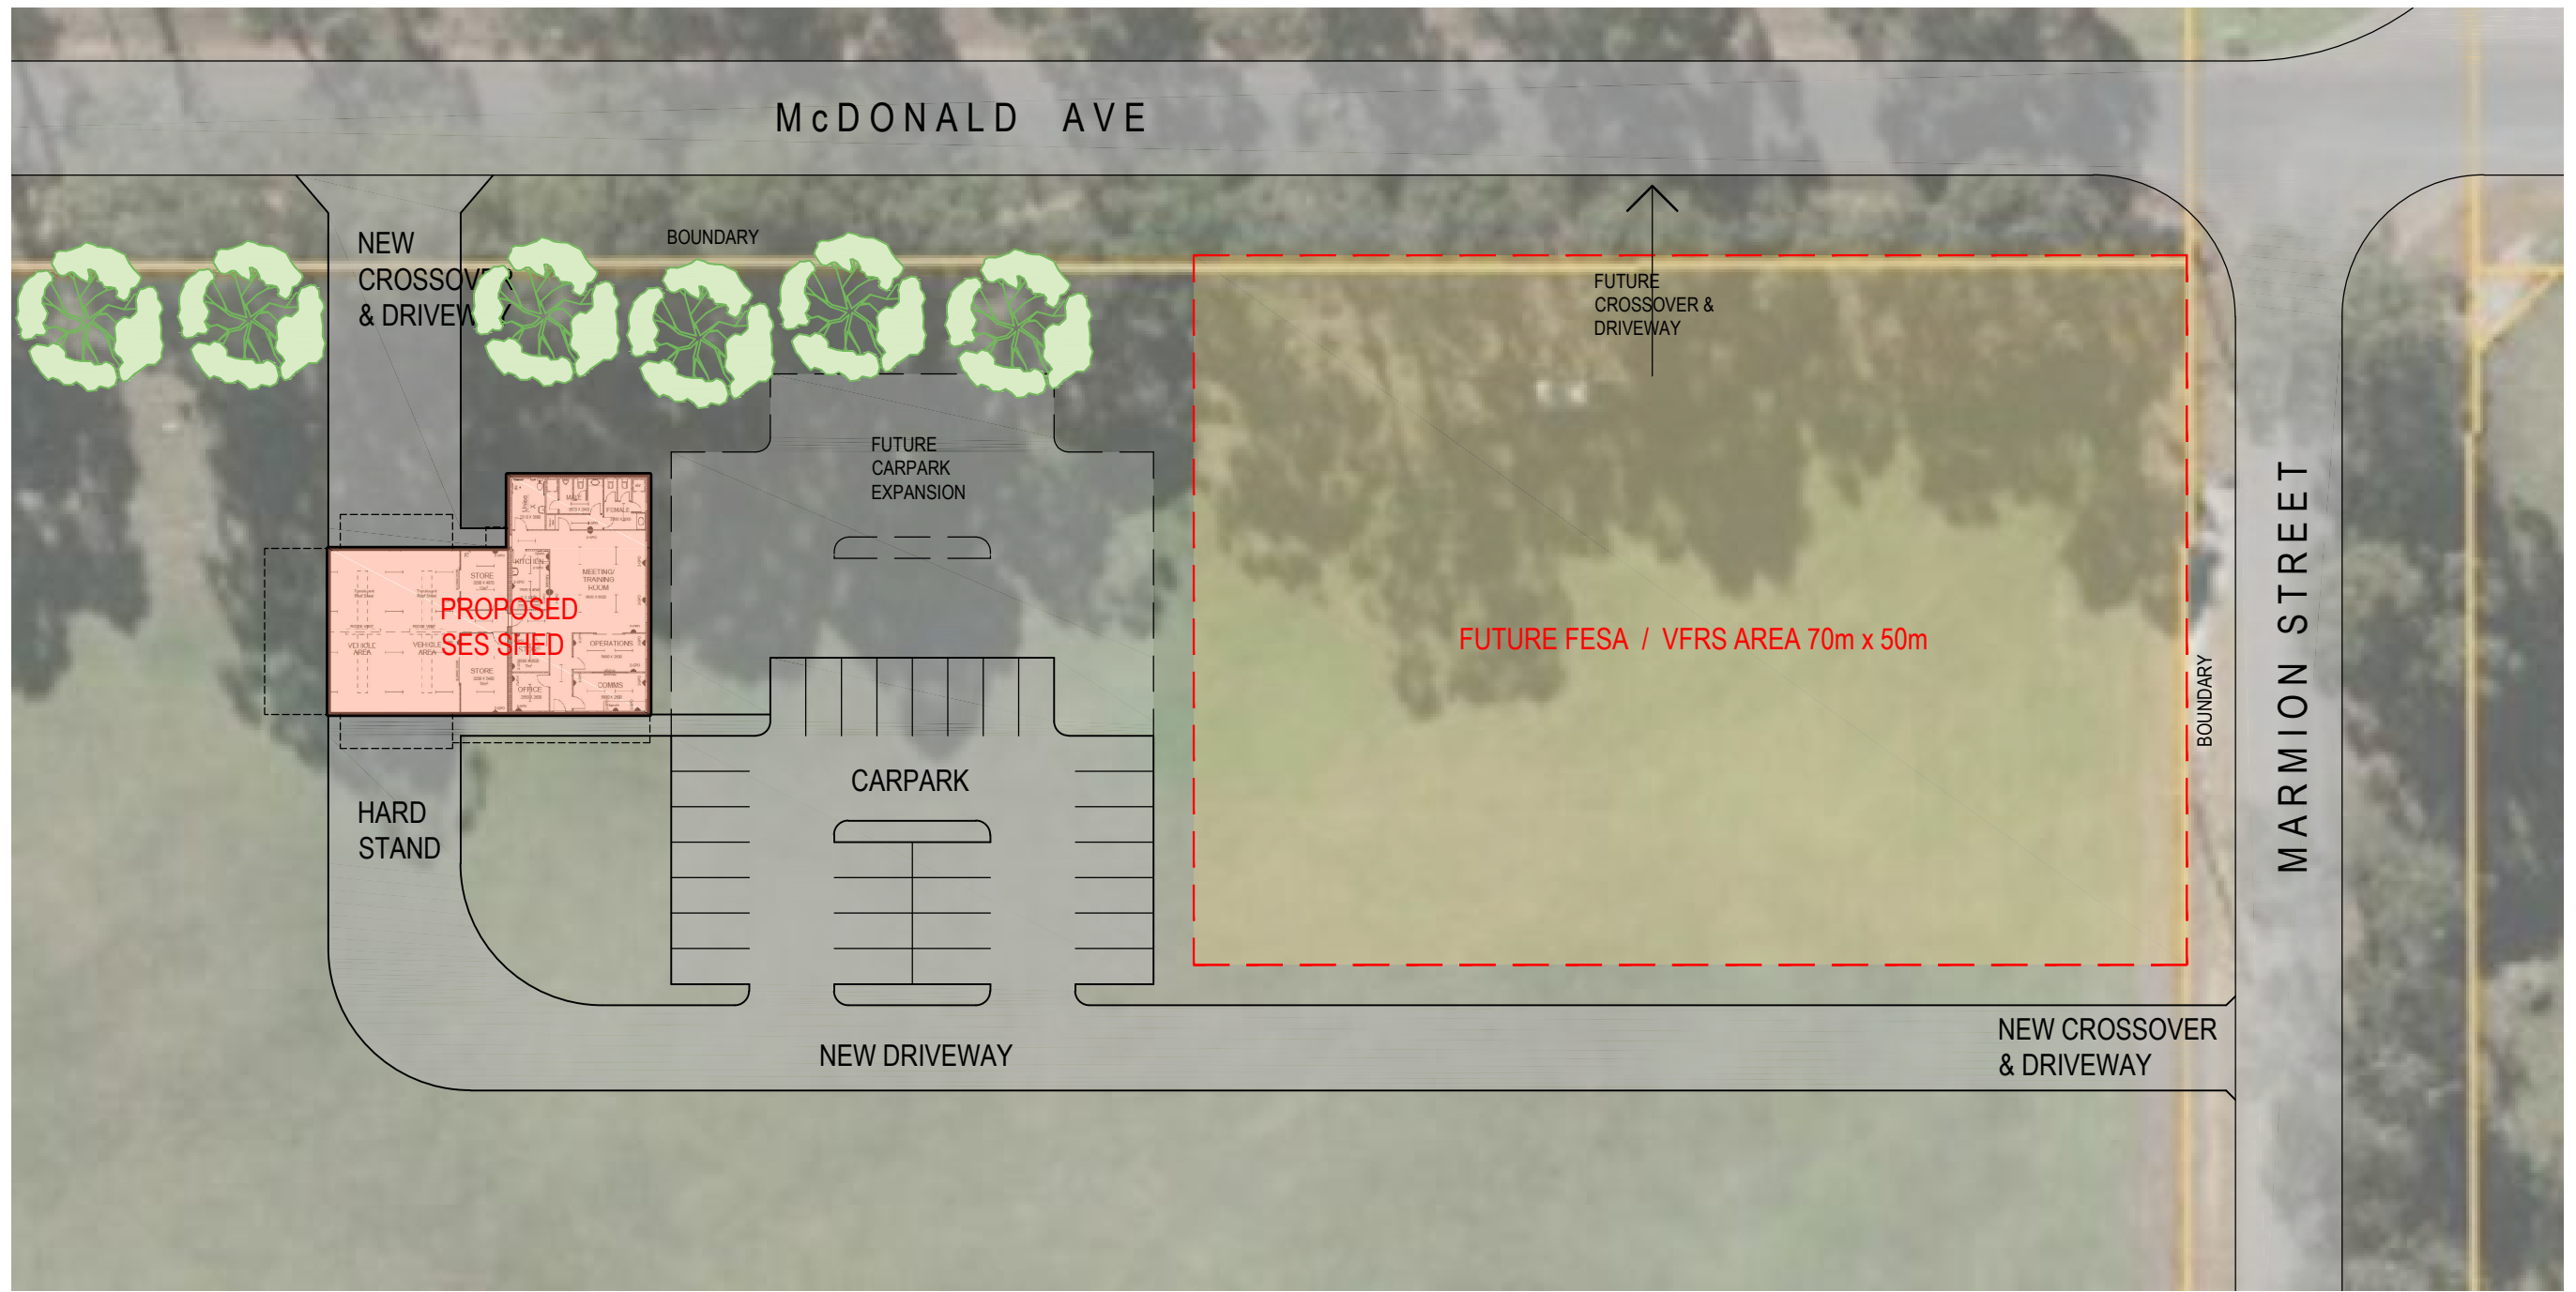 McDONALD AVE
NEW
CROSSOVER
& DRIVEWAY
BOUNDARY
FUTURE
CROSSOVER &
DRIVEWAY
FUTURE
CARPARK
EXPANSION
MALE
FEMALE
KITCHEN
MEETING/
TRAINING
ROOM
STORE
PROPOSED
SES SHED
VEHICLE
AREA
VEHICLE
AREA
STORE
OPERATIONS
OFFICE
COMMS
FUTURE FESA / VFRS AREA 70m x 50m
BOUNDARY
MARMION STREET
CARPARK
HARD
STAND
NEW DRIVEWAY
NEW CROSSOVER
& DRIVEWAY